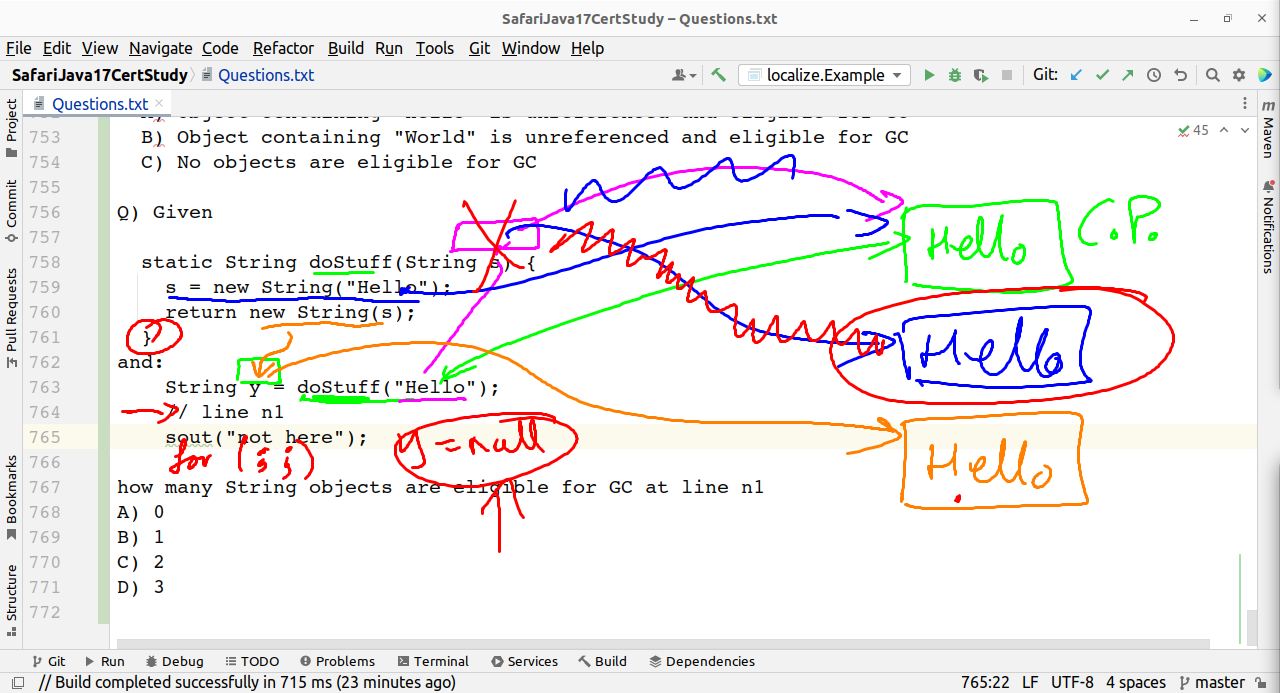 SafariJava17CertStudy – Questions.txt
File Edit View Navigate Code Refactor Build Run Tools Git Window Help
SafariJava17CertStudy Questions.txt localize.Example Git:
Questions.txt
Project
Commit
Pull Requests
Bookmarks
Structure
m Maven
Notifications
45
753 B) Object containing "World" is unreferenced and eligible for GC
754 C) No objects are eligible for GC
755
756 Q) Given
757
758 static String doStuff(String s) {
759 s = new String("Hello");
760 return new String(s);
761 }
762 and:
763 String y = doStuff("Hello");
764 // line n1
765 sout("not here");
766
767 how many String objects are eligible for GC at line n1
768 A) 0
769 B) 1
770 C) 2
771 D) 3
772
Hello C.P.
Hello
Hello
for (;;)
y = null
Git Run Debug TODO Problems Terminal Services Build Dependencies
// Build completed successfully in 715 ms (23 minutes ago) 765:22 LF UTF-8 4 spaces master